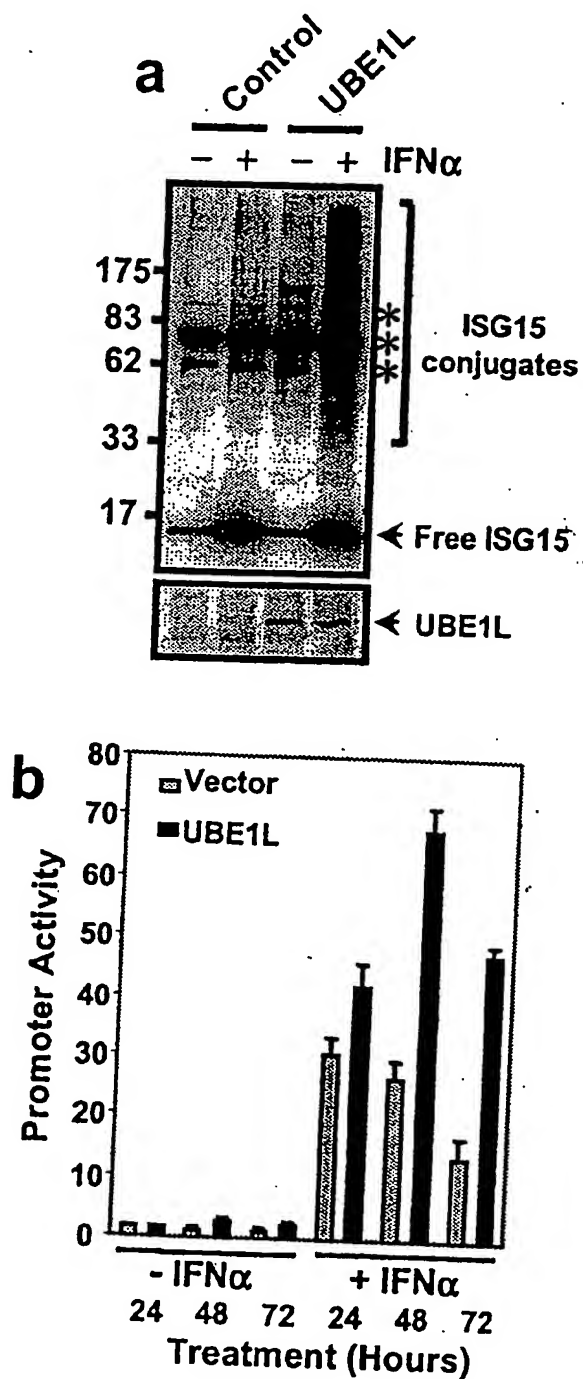 a
Control UBE1L
− + − + IFNα
175
83
62
33
17
*
*
*
ISG15
conjugates
Free ISG15
UBE1L
b
Promoter Activity
80
70
60
50
40
30
20
10
0
Vector
UBE1L
- IFNα + IFNα
24 48 72 24 48 72
Treatment (Hours)